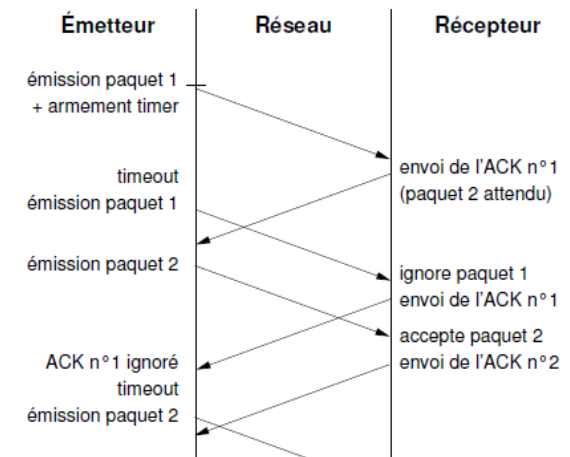 Émetteur Réseau Récepteur
émission paquet 1
+ armement timer
envoi de l'ACK n°1
(paquet 2 attendu)
timeout
émission paquet 1
émission paquet 2
ignore paquet 1
envoi de l'ACK n°1
accepte paquet 2
envoi de l'ACK n°2
ACK n°1 ignoré
timeout
émission paquet 2